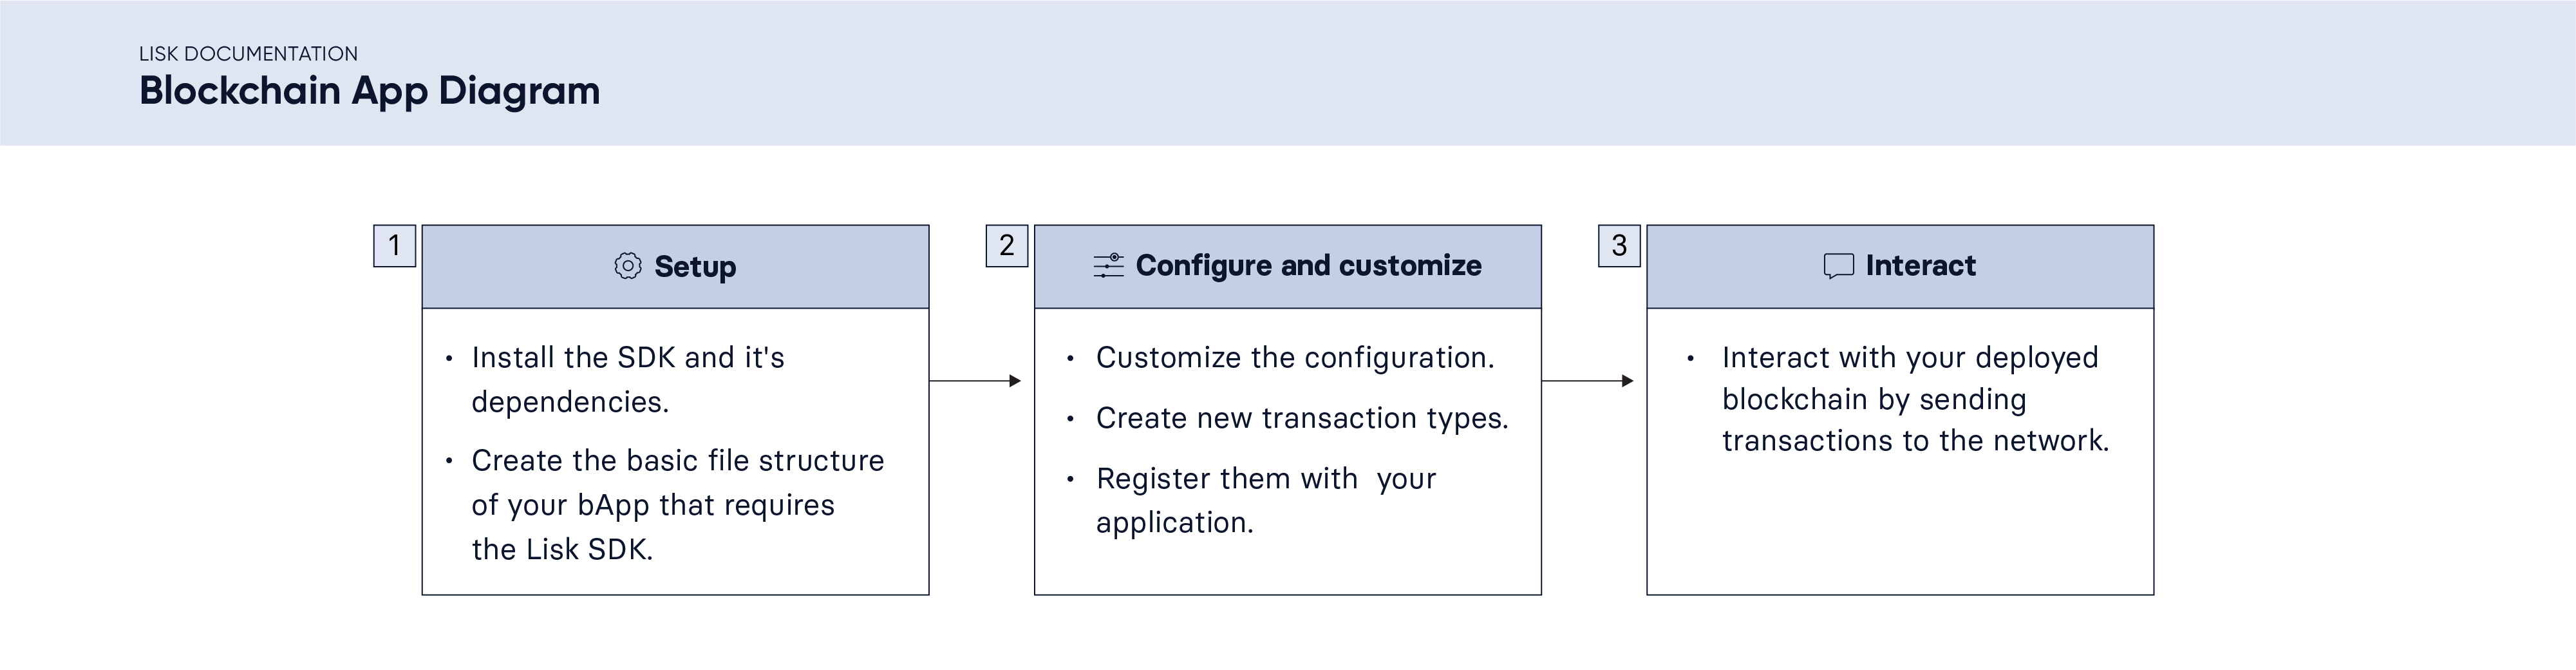 LISK DOCUMENTATION
Blockchain App Diagram
1
Setup
• Install the SDK and it's
dependencies.
• Create the basic file structure
of your bApp that requires
the Lisk SDK.
2
Configure and customize
• Customize the configuration.
• Create new transaction types.
• Register them with  your
application.
3
Interact
• Interact with your deployed
blockchain by sending
transactions to the network.